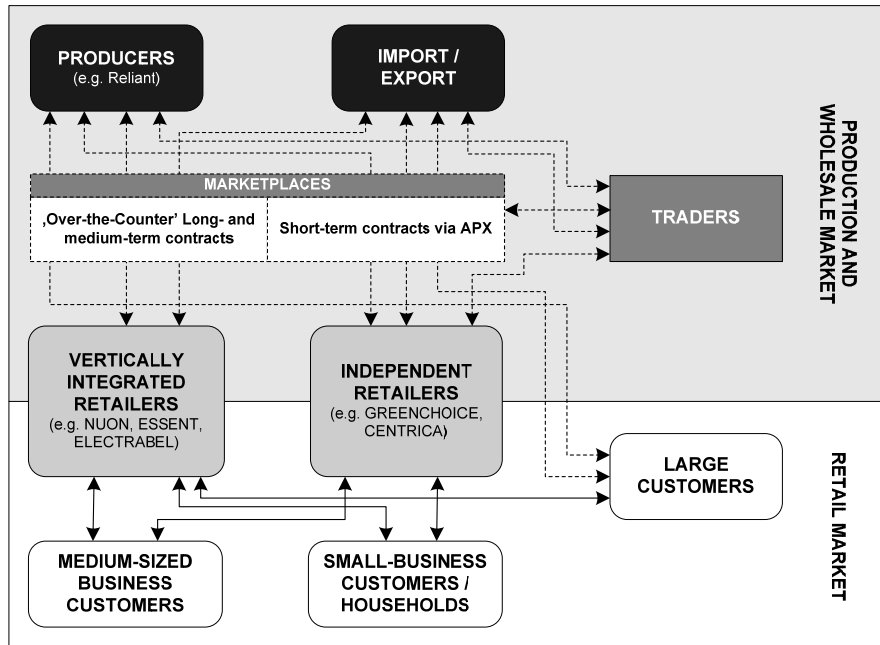 PRODUCERS
(e.g. Reliant)
IMPORT /
EXPORT
PRODUCTION AND
WHOLESALE MARKET
MARKETPLACES
‚Over-the-Counter’ Long- and
medium-term contracts
Short-term contracts via APX
TRADERS
VERTICALLY
INTEGRATED
RETAILERS
(e.g. NUON, ESSENT,
ELECTRABEL)
INDEPENDENT
RETAILERS
(e.g. GREENCHOICE,
CENTRICA)
LARGE
CUSTOMERS
RETAIL MARKET
MEDIUM-SIZED
BUSINESS
CUSTOMERS
SMALL-BUSINESS
CUSTOMERS /
HOUSEHOLDS